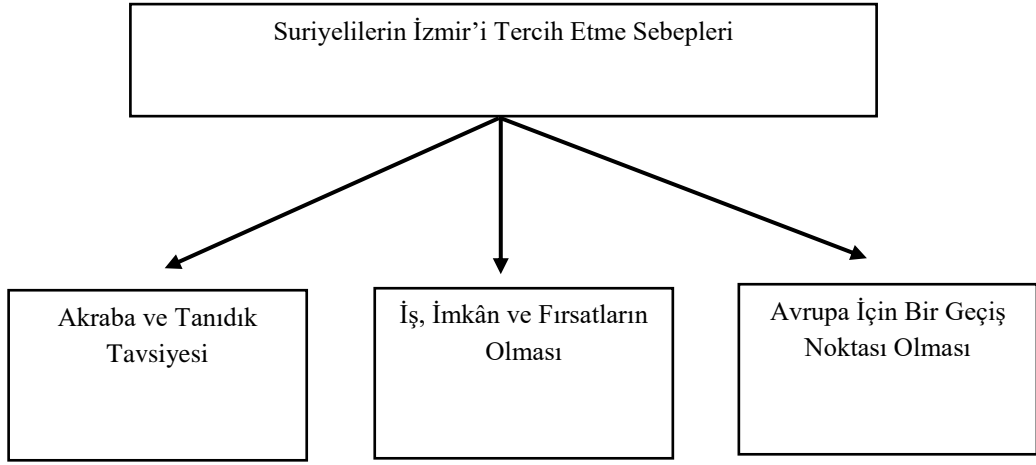 Suriyelilerin İzmir’i Tercih Etme Sebepleri
Akraba ve Tanıdık
Tavsiyesi
İş, İmkân ve Fırsatların
Olması
Avrupa İçin Bir Geçiş
Noktası Olması